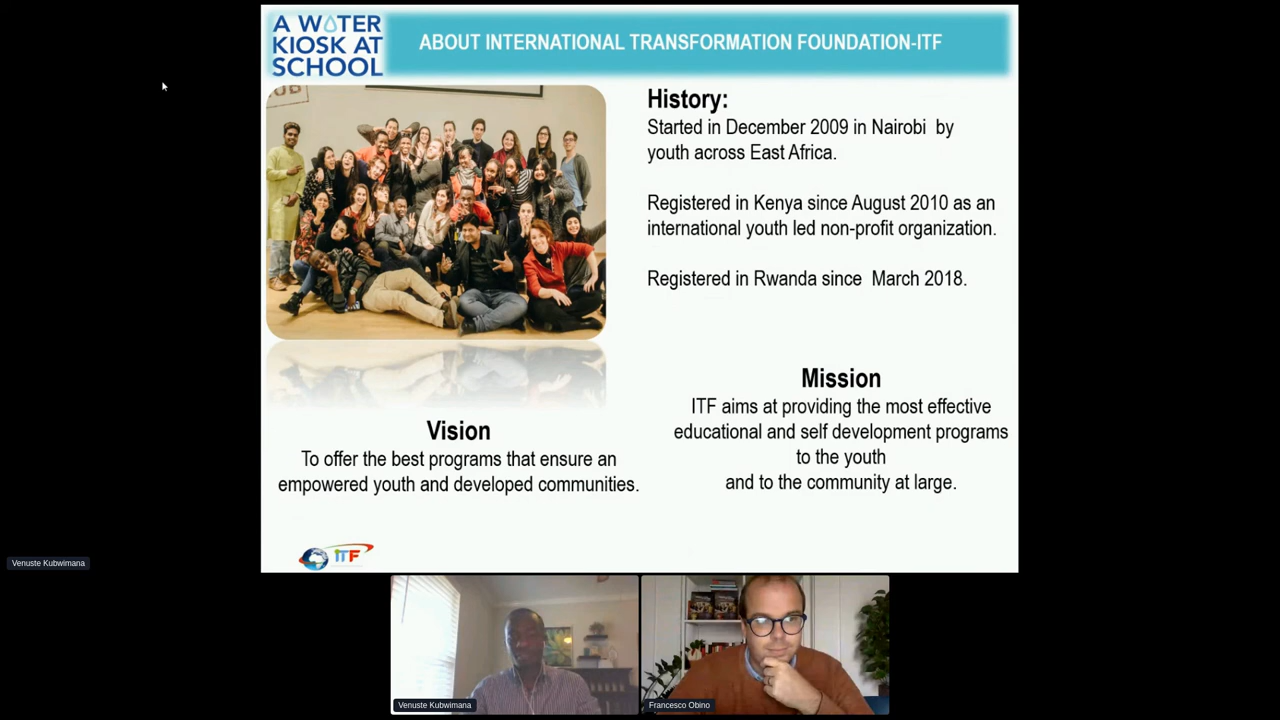 A WATER
KIOSK AT
SCHOOL
ABOUT INTERNATIONAL TRANSFORMATION FOUNDATION-ITF
History:
Started in December 2009 in Nairobi by
youth across East Africa.
Registered in Kenya since August 2010 as an
international youth led non-profit organization.
Registered in Rwanda since March 2018.
Mission
ITF aims at providing the most effective
educational and self development programs
to the youth
and to the community at large.
Vision
To offer the best programs that ensure an
empowered youth and developed communities.
ITF
Venuste Kubwimana
Venuste Kubwimana
Francesco Obino